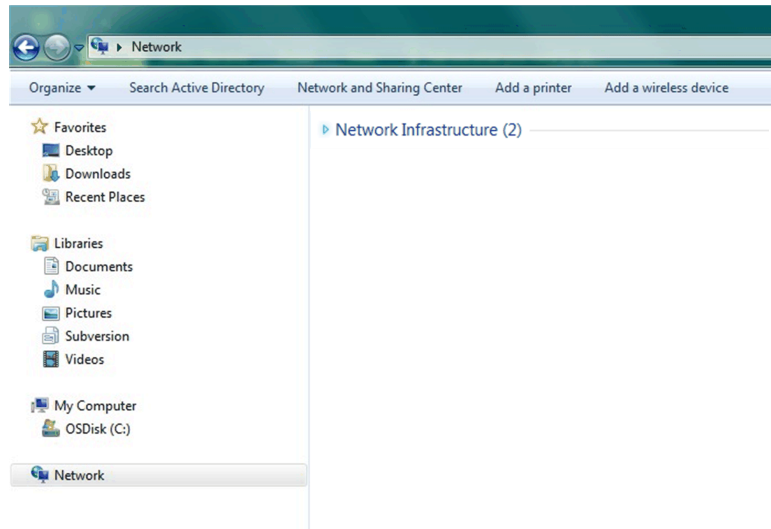 Network
Organize Search Active Directory Network and Sharing Center Add a printer Add a wireless device
Favorites
Desktop
Downloads
Recent Places
Libraries
Documents
Music
Pictures
Subversion
Videos
My Computer
OSDisk (C:)
Network
Network Infrastructure (2)